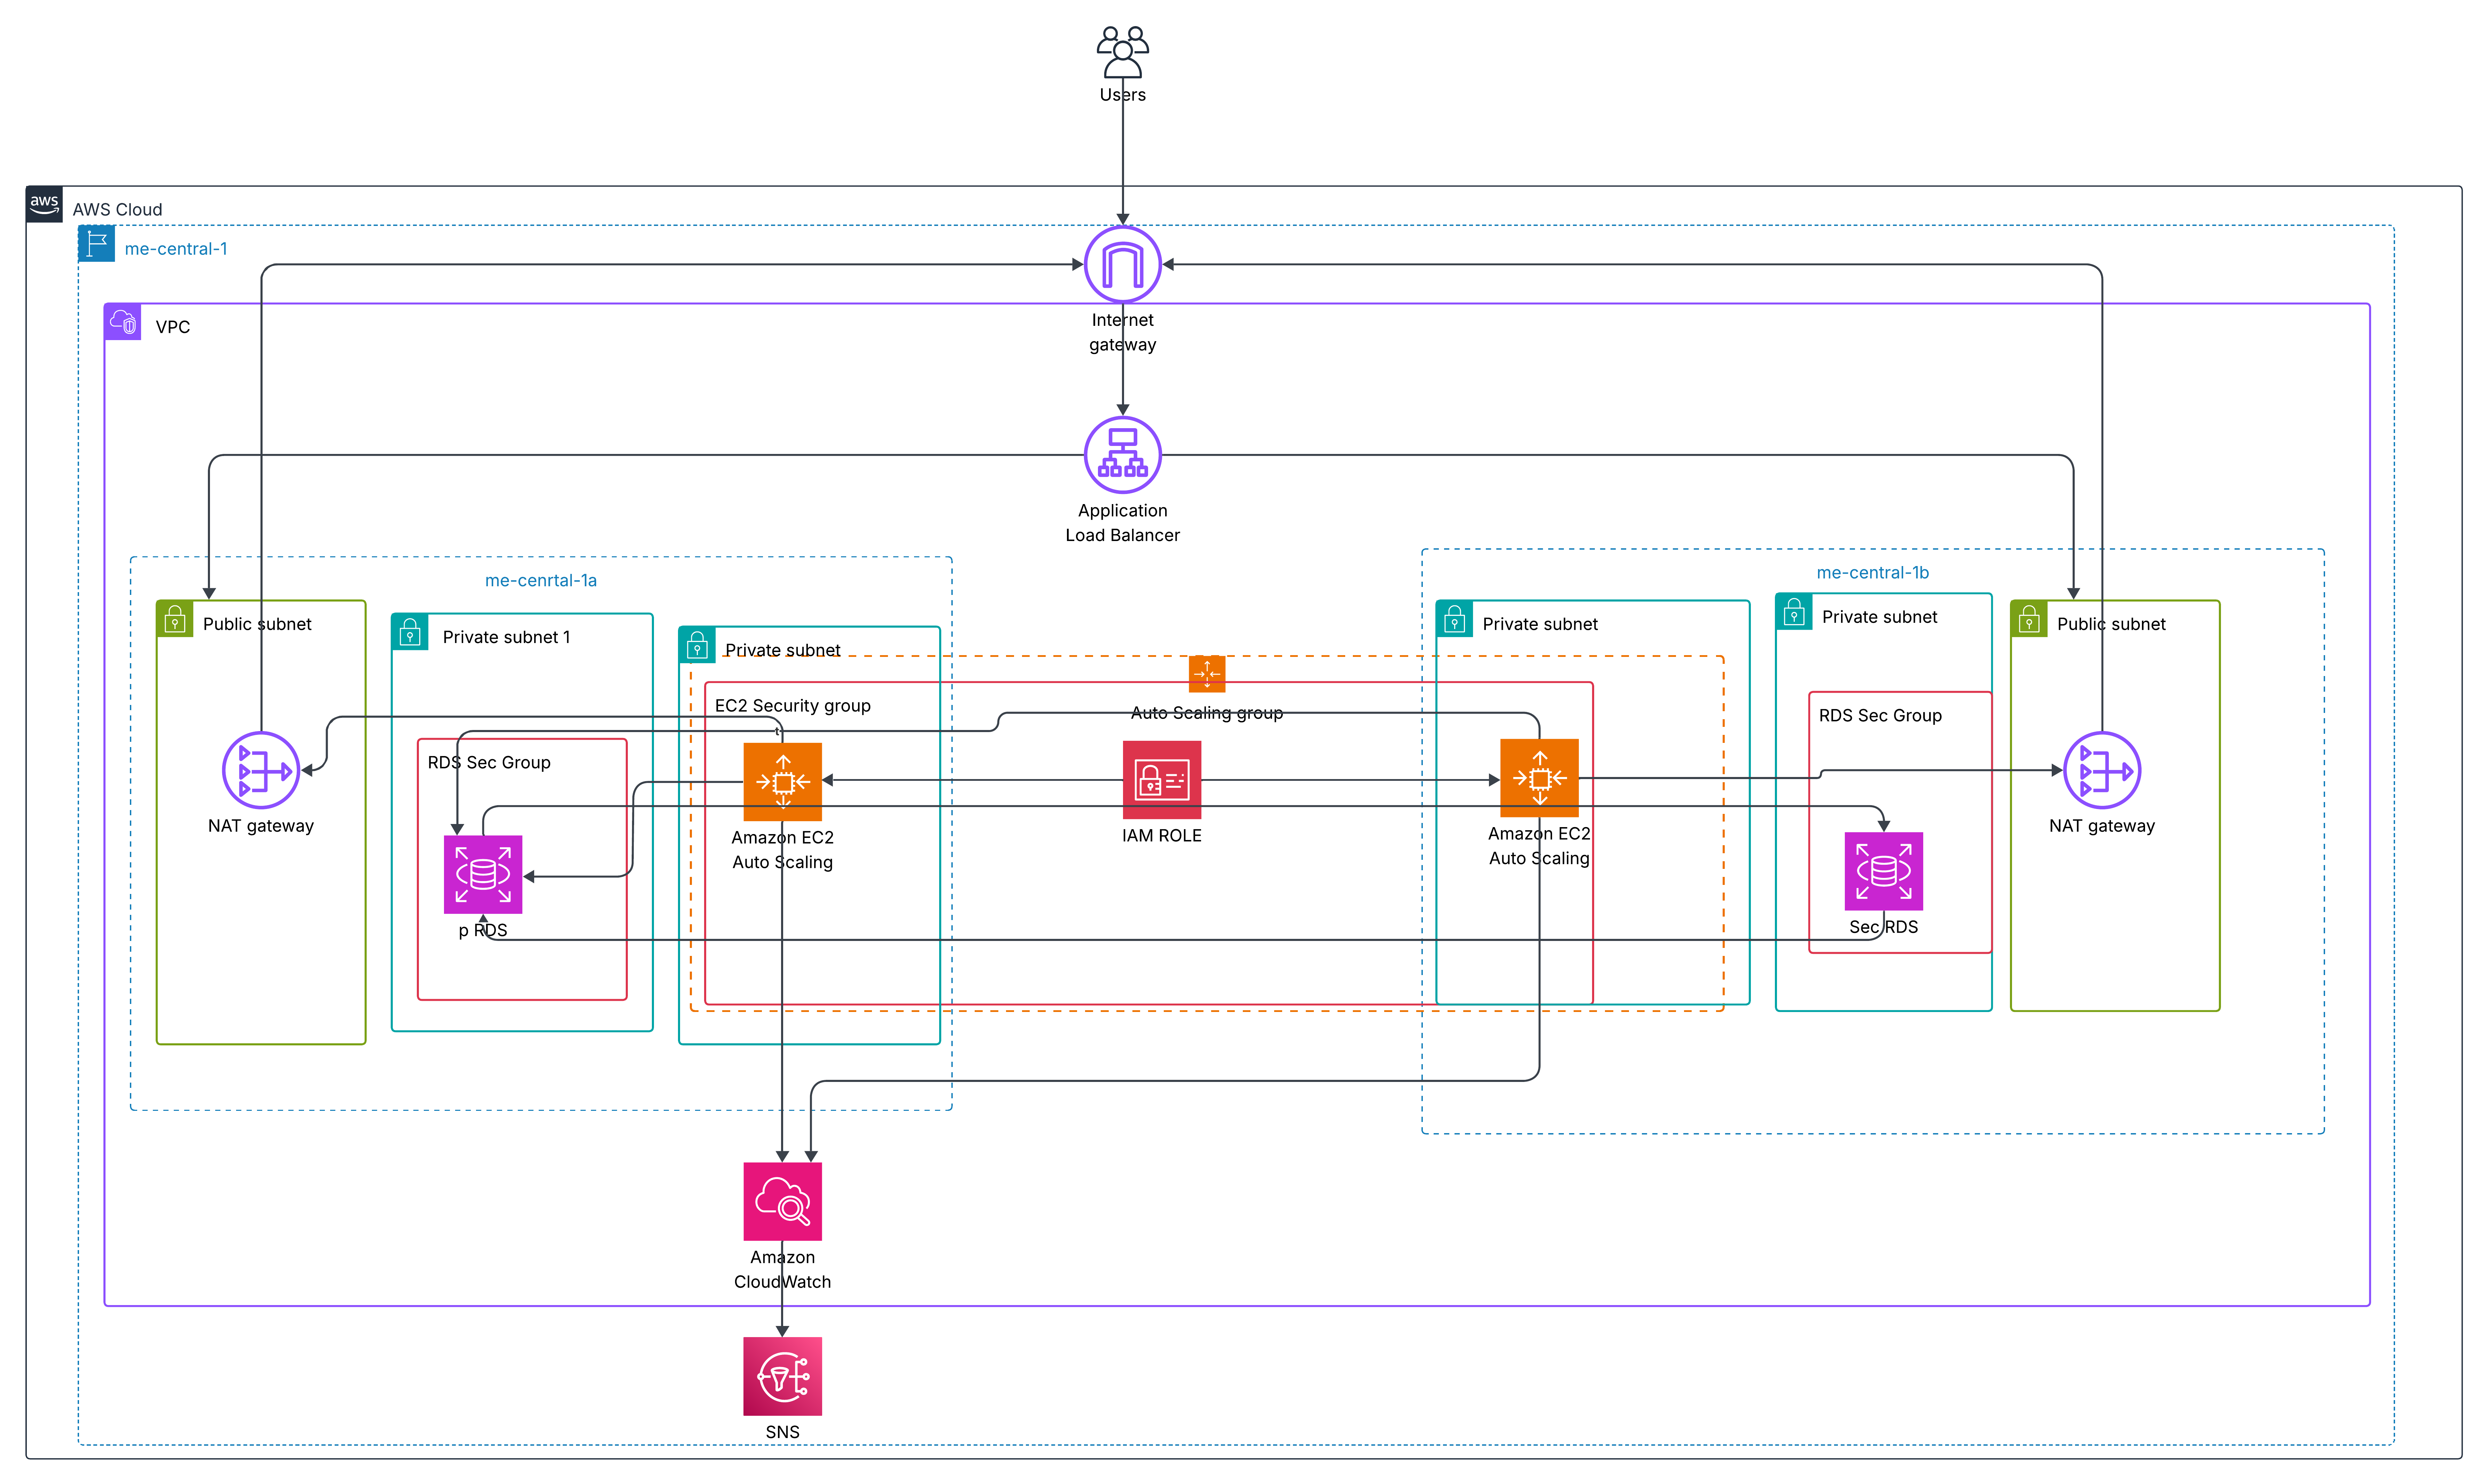 Users
aws
AWS Cloud
me-central-1
Internet
gateway
VPC
Application
Load Balancer
me-cenrtal-1a
me-central-1b
Public subnet
Private subnet 1
Private subnet
Private subnet
Private subnet
Public subnet
EC2 Security group
Auto Scaling group
RDS Sec Group
RDS Sec Group
t
NAT gateway
Amazon EC2
Auto Scaling
IAM ROLE
Amazon EC2
Auto Scaling
NAT gateway
p RDS
Sec RDS
Amazon
CloudWatch
SNS